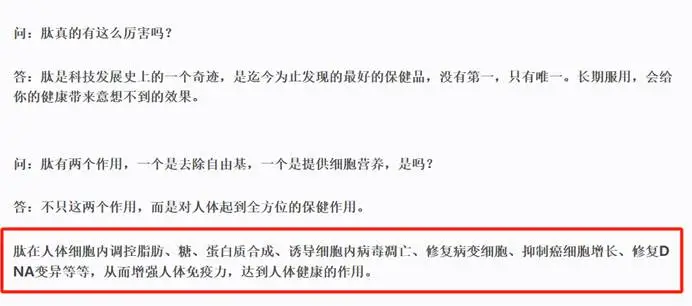 问：肽真的有这么厉害吗？
答：肽是科技发展史上的一个奇迹，是迄今为止发现的最好的保健品，没有第一，只有唯一。长期服用，会给
你的健康带来意想不到的效果。
问：肽有两个作用，一个是去除自由基，一个是提供细胞营养，是吗？
答：不只这两个作用，而是对人体起到全方位的保健作用。
肽在人体细胞内调控脂肪、糖、蛋白质合成、诱导细胞内病毒凋亡、修复病变细胞、抑制癌细胞增长、修复D
NA变异等等，从而增强人体免疫力，达到人体健康的作用。